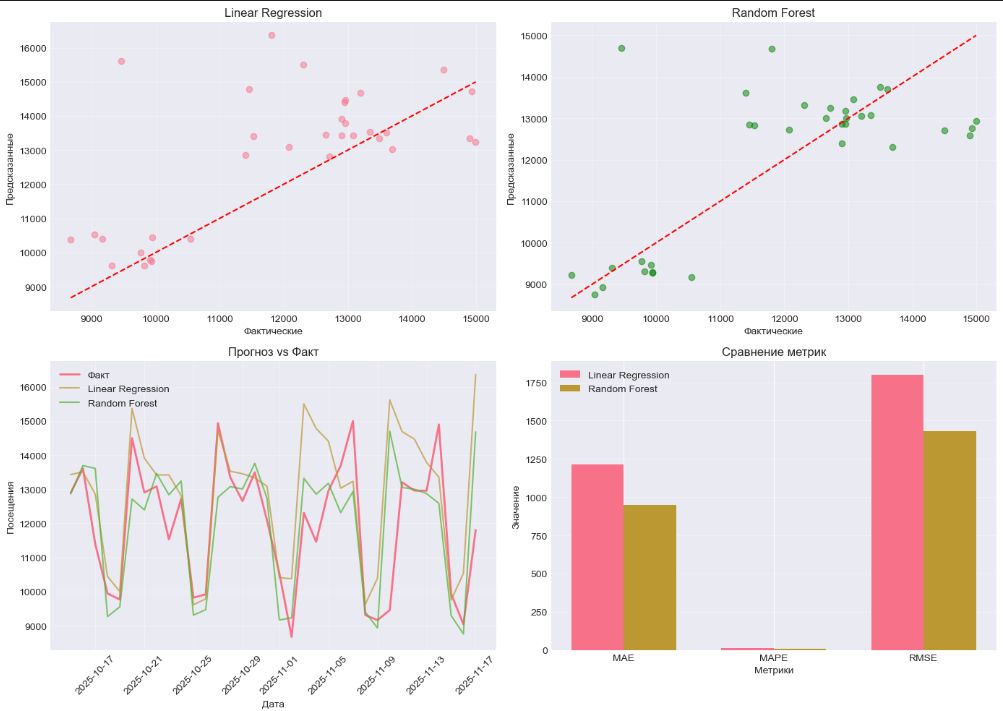 Linear Regression
16000
15000
14000
13000
12000
11000
10000
9000
Предсказанные
9000 10000 11000 12000 13000 14000 15000
Фактические
Random Forest
15000
14000
13000
12000
11000
10000
9000
Предсказанные
9000 10000 11000 12000 13000 14000 15000
Фактические
Прогноз vs Факт
Факт
Linear Regression
Random Forest
16000
15000
14000
13000
12000
11000
10000
9000
Посещения
2025-10-17 2025-10-21 2025-10-25 2025-10-29 2025-11-01 2025-11-05 2025-11-09 2025-11-13 2025-11-17
Дата
Сравнение метрик
Linear Regression
Random Forest
1750
1500
1250
1000
750
500
250
0
Значение
MAE MAPE RMSE
Метрики